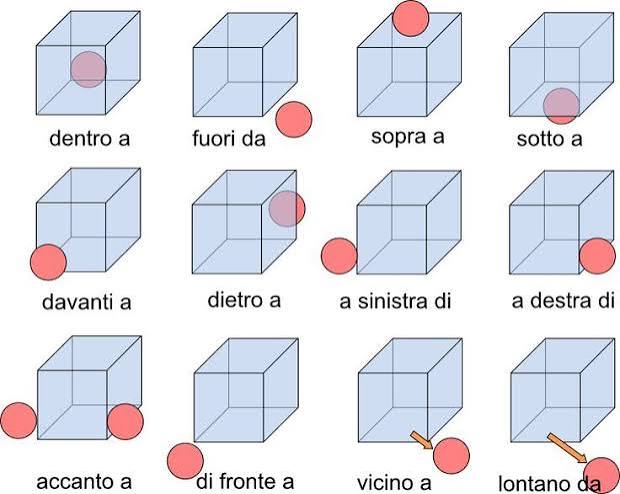 dentro a
fuori da
sopra a
sotto a
davanti a
dietro a
a sinistra di
a destra di
accanto a
di fronte a
vicino a
lontano da